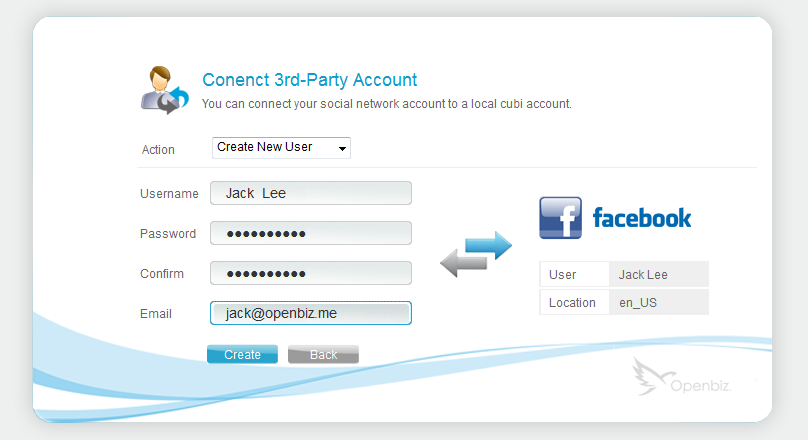 Conenct 3rd-Party Account
You can connect your social network account to a local cubi account.
Action Create New User
Username Jack Lee
Password ●●●●●●●●●●
Confirm ●●●●●●●●●●
Email jack@openbiz.me
Create Back
f facebook
User Jack Lee
Location en_US
Openbiz.